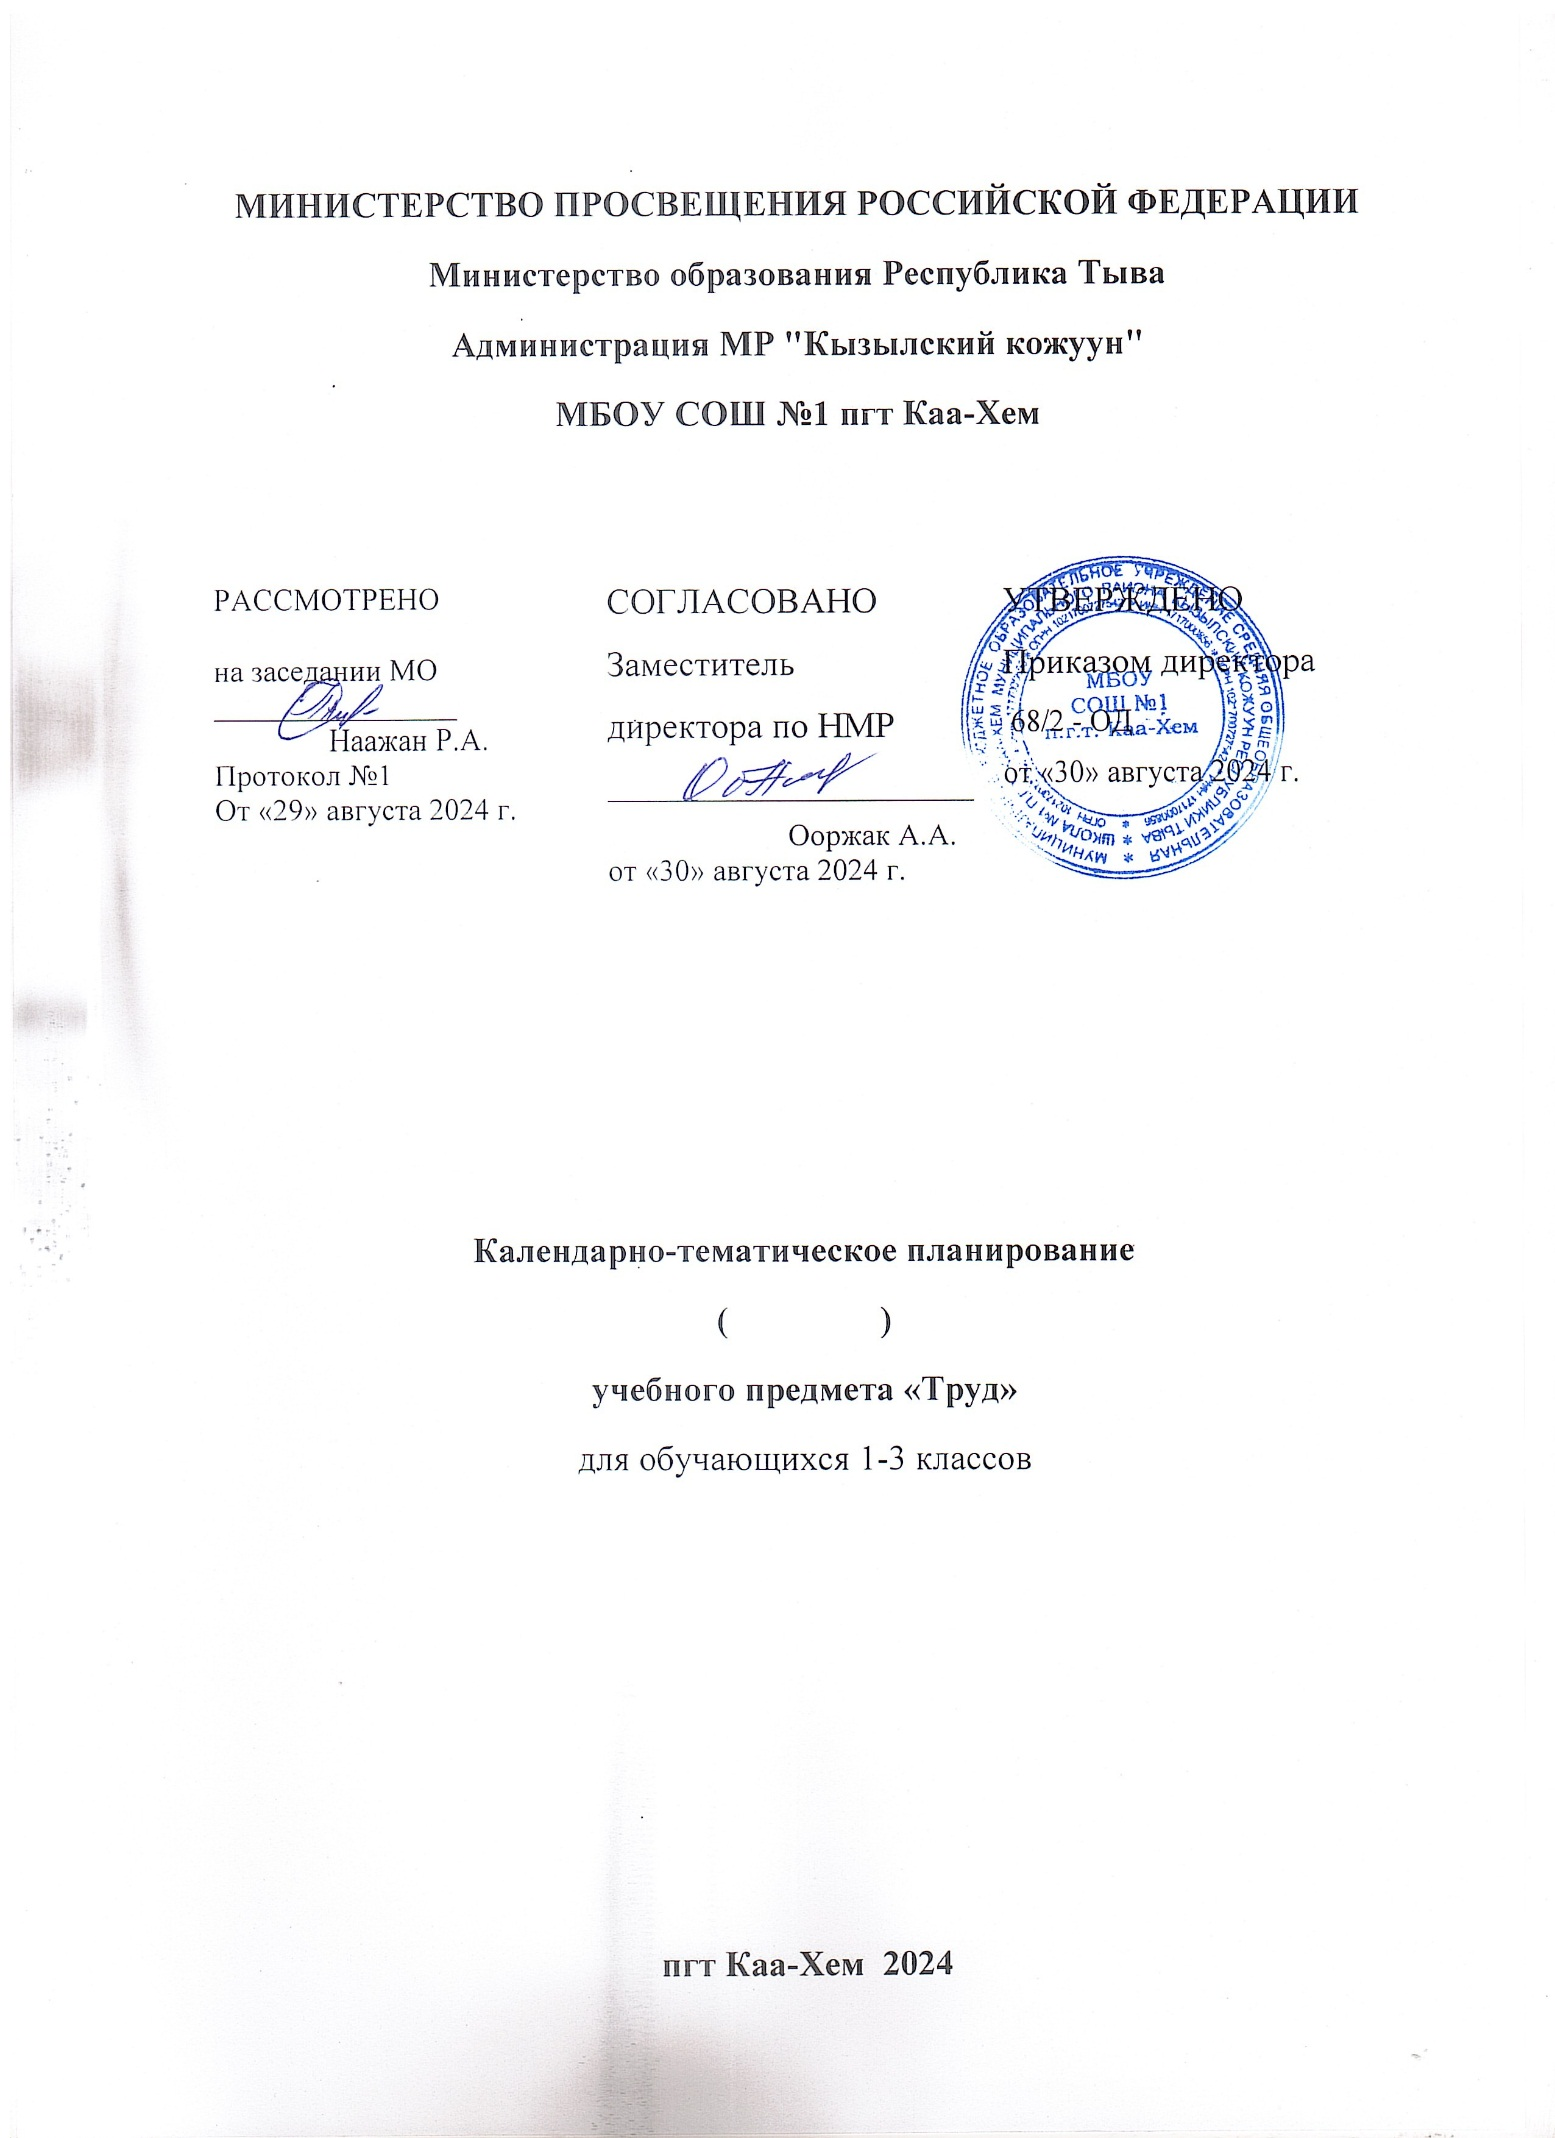 МИНИСТЕРСТВО ПРОСВЕЩЕНИЯ РОССИЙСКОЙ ФЕДЕРАЦИИ
Министерство образования Республика Тыва
Администрация МР "Кызылский кожуун"
МБОУ СОШ №1 пгт Каа-Хем
РАССМОТРЕНО
на заседании МО
Наажан Р.А.
Протокол №1
От «29» августа 2024 г.
СОГЛАСОВАНО
Заместитель
директора по НМР
Ооржак А.А.
от «30» августа 2024 г.
УТВЕРЖДЕНО
Приказом директора
68/2 - ОД
от «30» августа 2024 г.
МБОУ
СОШ №1
п.г.т. Каа-Хем
Календарно-тематическое планирование
( )
учебного предмета «Труд»
для обучающихся 1-3 классов
пгт Каа-Хем 2024